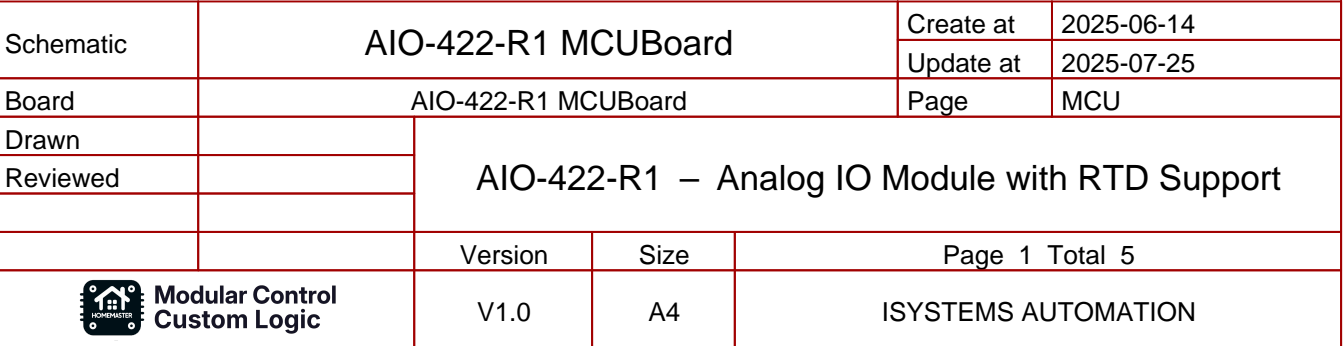 Schematic
AIO-422-R1 MCUBoard
Create at 2025-06-14
Update at 2025-07-25
Board AIO-422-R1 MCUBoard Page MCU
Drawn
Reviewed
AIO-422-R1 – Analog IO Module with RTD Support
Version Size Page 1 Total 5
HOMEMASTER
Modular Control
Custom Logic
V1.0 A4 ISYSTEMS AUTOMATION